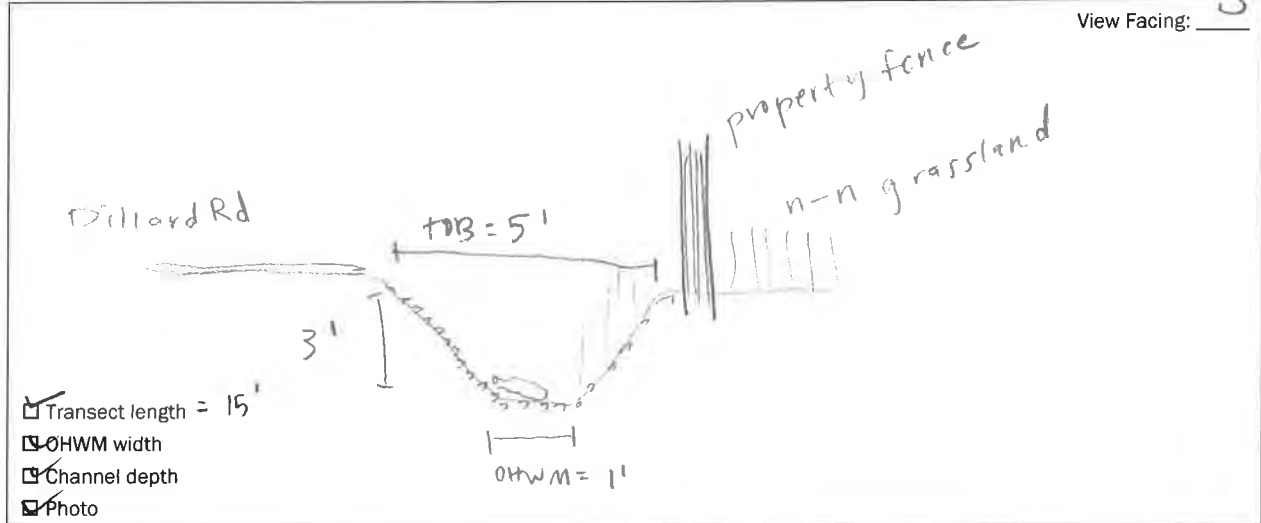 View Facing:
property fence
n-n grassland
Dillard Rd
TOB = 5'
3'
Transect length = 15'
OHWM width
Channel depth
Photo
OHWM = 1'